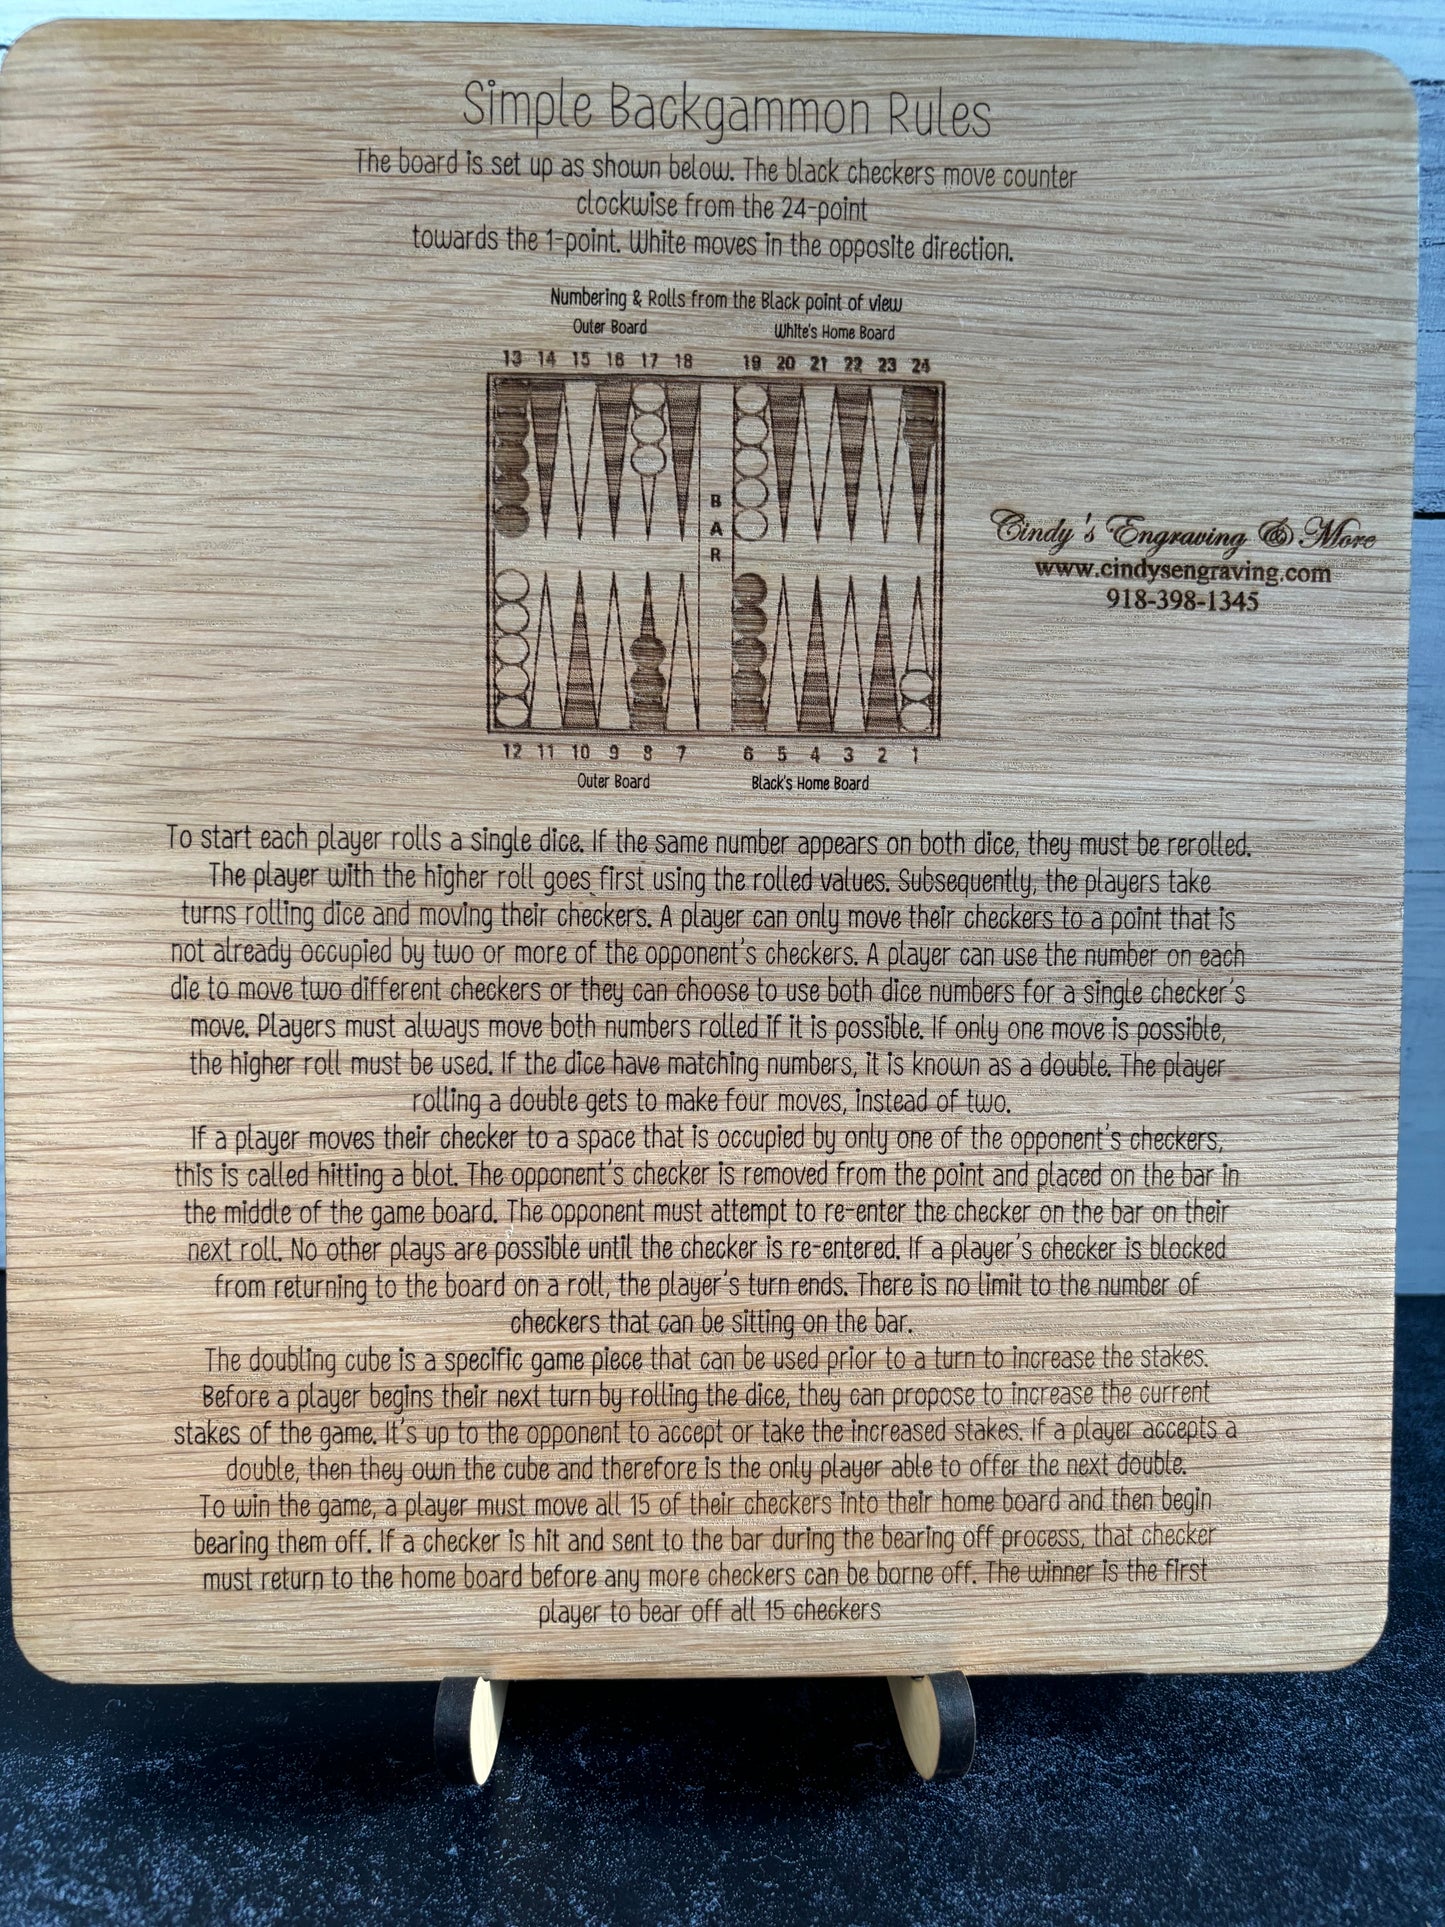 Simple Backgammon Rules
The board is set up as shown below. The black checkers move counter
clockwise from the 24-point
towards the 1-point. White moves in the opposite direction.
Numbering & Rolls from the Black point of view
Outer Board White's Home Board
13 14 15 16 17 18 19 20 21 22 23 24
BAR
Cindy's Engraving & More
www.cindysengraving.com
918-398-1345
12 11 10 9 8 7 6 5 4 3 2 1
Outer Board Black's Home Board
To start each player rolls a single dice. If the same number appears on both dice, they must be rerolled.
The player with the higher roll goes first using the rolled values. Subsequently, the players take
turns rolling dice and moving their checkers. A player can only move their checkers to a point that is
not already occupied by two or more of the opponent's checkers. A player can use the number on each
die to move two different checkers or they can choose to use both dice numbers for a single checker's
move. Players must always move both numbers rolled if it is possible. If only one move is possible,
the higher roll must be used. If the dice have matching numbers, it is known as a double. The player
rolling a double gets to make four moves, instead of two.
If a player moves their checker to a space that is occupied by only one of the opponent's checkers,
this is called hitting a blot. The opponent's checker is removed from the point and placed on the bar in
the middle of the game board. The opponent must attempt to re-enter the checker on the bar on their
next roll. No other plays are possible until the checker is re-entered. If a player's checker is blocked
from returning to the board on a roll, the player's turn ends. There is no limit to the number of
checkers that can be sitting on the bar.
The doubling cube is a specific game piece that can be used prior to a turn to increase the stakes.
Before a player begins their next turn by rolling the dice, they can propose to increase the current
stakes of the game. It's up to the opponent to accept or take the increased stakes. If a player accepts a
double, then they own the cube and therefore is the only player able to offer the next double.
To win the game, a player must move all 15 of their checkers into their home board and then begin
bearing them off. If a checker is hit and sent to the bar during the bearing off process, that checker
must return to the home board before any more checkers can be borne off. The winner is the first
player to bear off all 15 checkers